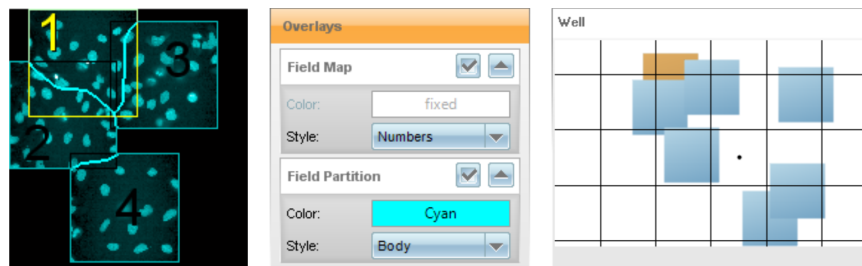 1
3
2
4
Overlays
Field Map
Color:
fixed
Style:
Numbers
Field Partition
Color:
Cyan
Style:
Body
Well